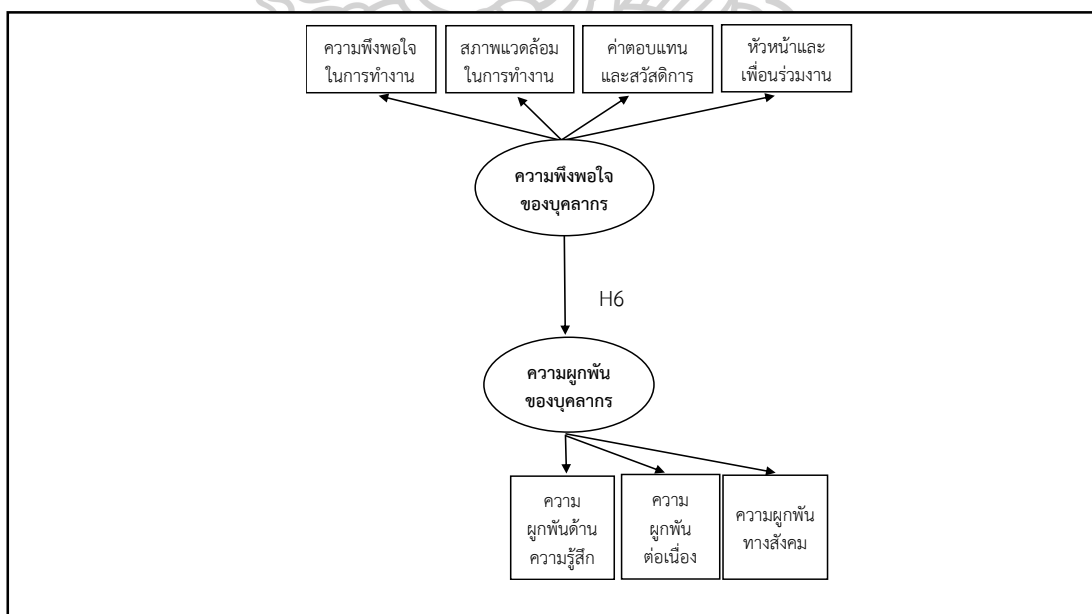 ความพึงพอใจ
ในการทำงาน
สภาพแวดล้อม
ในการทำงาน
ค่าตอบแทน
และสวัสดิการ
หัวหน้าและ
เพื่อนร่วมงาน
ความพึงพอใจ
ของบุคลากร
H6
ความผูกพัน
ของบุคลากร
ความ
ผูกพันด้าน
ความรู้สึก
ความ
ผูกพัน
ต่อเนื่อง
ความผูกพัน
ทางสังคม